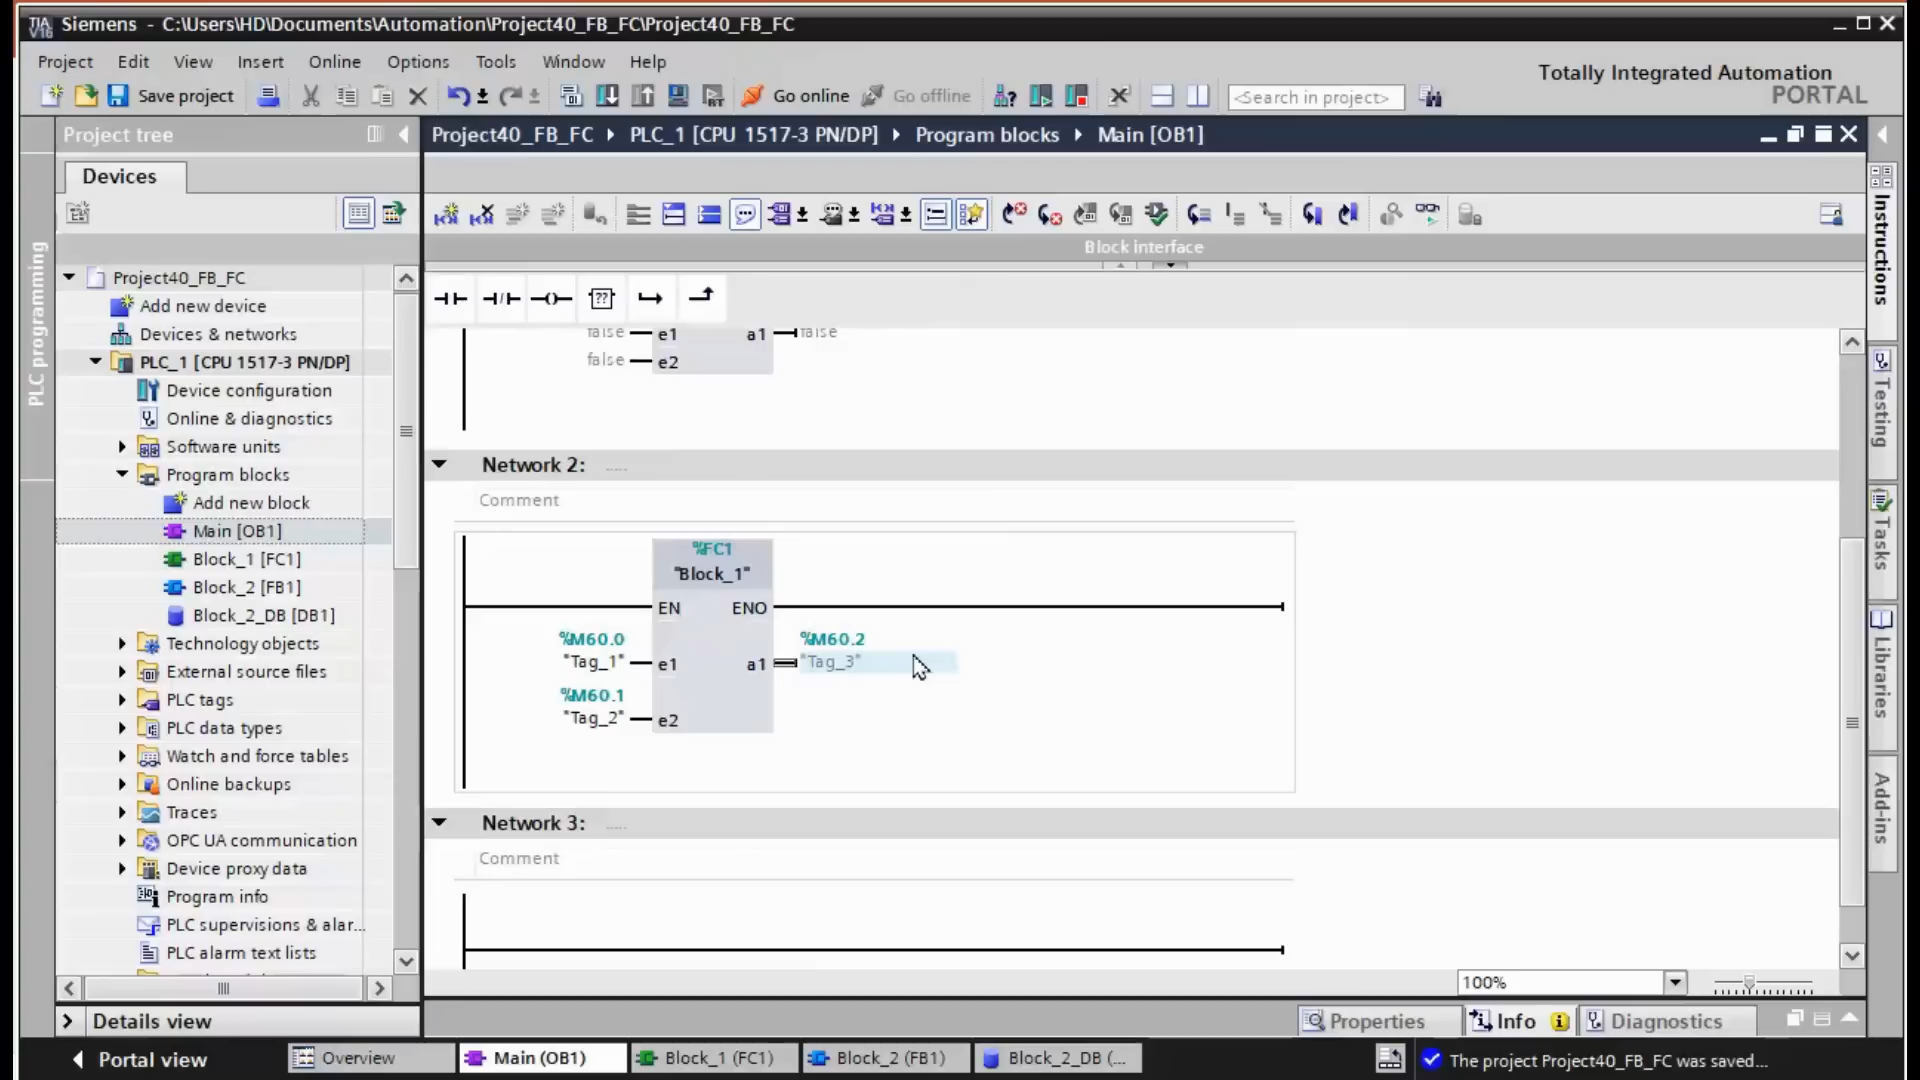 Siemens - C:\Users\HD\Documents\Automation\Project40_FB_FC\Project40_FB_FC
Project Edit View Insert Online Options Tools Window Help
Totally Integrated Automation
PORTAL
Save project
Go online
Go offline
<Search in project>
Project tree
Project40_FB_FC PLC_1 [CPU 1517-3 PN/DP] Program blocks Main [OB1]
Devices
Block interface
PLC programming
Project40_FB_FC
Add new device
Devices & networks
PLC_1 [CPU 1517-3 PN/DP]
Device configuration
Online & diagnostics
Software units
Program blocks
Add new block
Main [OB1]
Block_1 [FC1]
Block_2 [FB1]
Block_2_DB [DB1]
Technology objects
External source files
PLC tags
PLC data types
Watch and force tables
Online backups
Traces
OPC UA communication
Device proxy data
Program info
PLC supervisions & alar...
PLC alarm text lists
Details view
??
false e1 a1 false
false e2
Network 2: .....
Comment
%FC1
"Block_1"
EN ENO
%M60.0 %M60.2
"Tag_1" e1 a1 "Tag_3"
%M60.1
"Tag_2" e2
Network 3: .....
Comment
100%
Instructions
Testing
Tasks
Libraries
Add-ins
Properties Info Diagnostics
Portal view
Overview
Main (OB1)
Block_1 (FC1)
Block_2 (FB1)
Block_2_DB (...
The project Project40_FB_FC was saved...